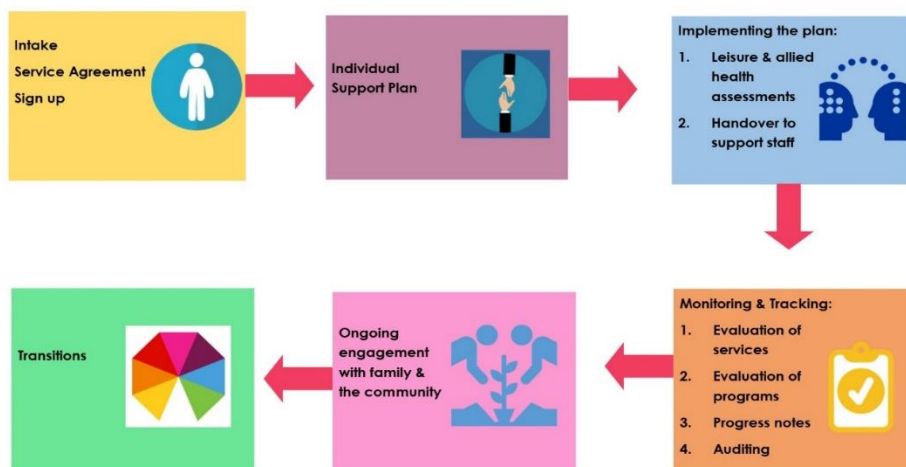 Intake
Service Agreement
Sign up
Individual
Support Plan
Implementing the plan:
1. Leisure & allied
health
assessments
2. Handover to
support staff
Monitoring & Tracking:
1. Evaluation of
services
2. Evaluation of
programs
3. Progress notes
4. Auditing
Ongoing
engagement
with family &
the community
Transitions